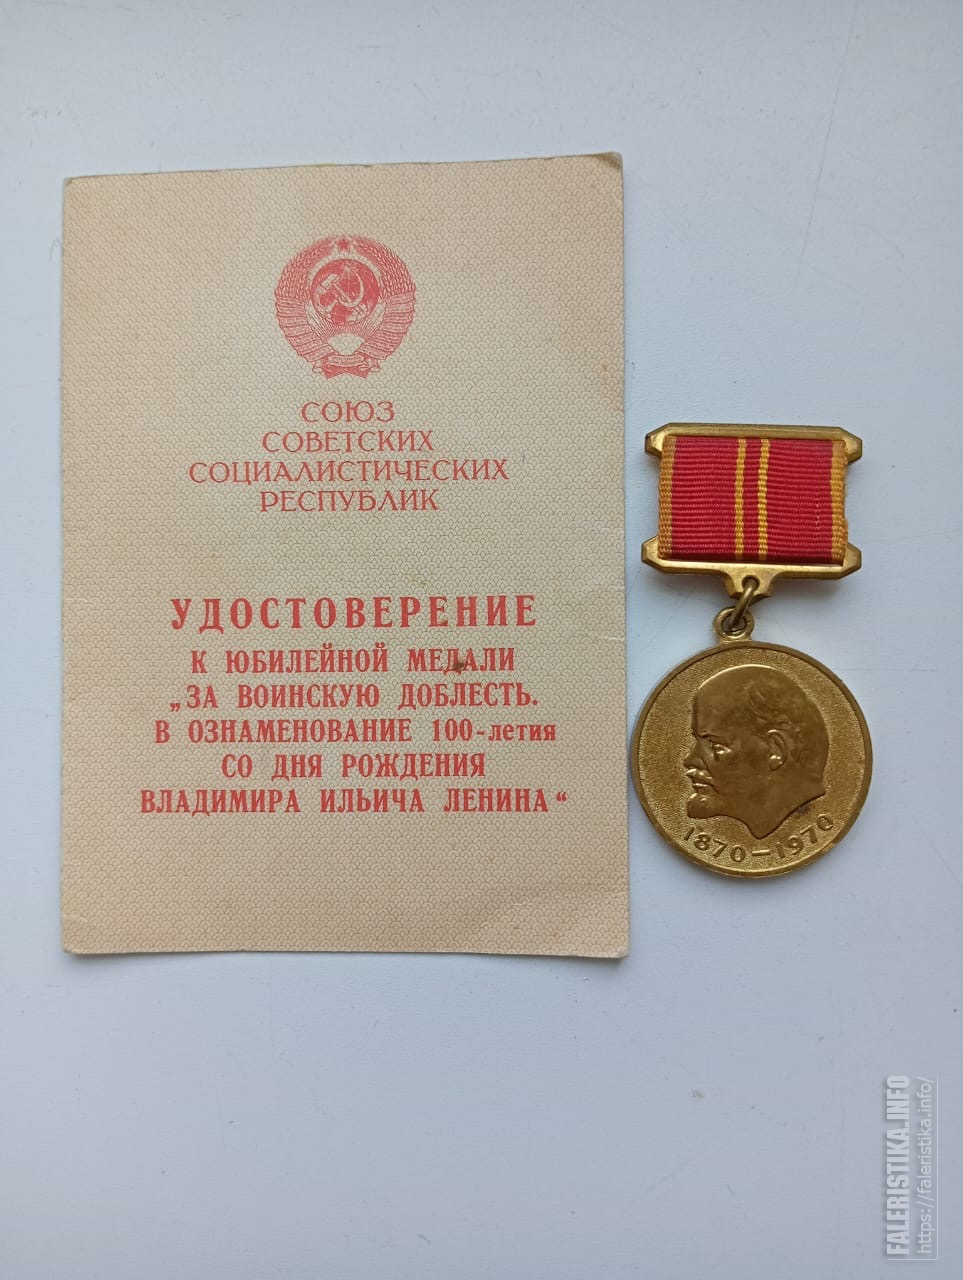 СОЮЗ
СОВЕТСКИХ
СОЦИАЛИСТИЧЕСКИХ
РЕСПУБЛИК
УДОСТОВЕРЕНИЕ
К ЮБИЛЕЙНОЙ МЕДАЛИ
„ЗА ВОИНСКУЮ ДОБЛЕСТЬ.
В ОЗНАМЕНОВАНИЕ 100-летия
СО ДНЯ РОЖДЕНИЯ
ВЛАДИМИРА ИЛЬИЧА ЛЕНИНА“
1870–1970
FALERISTIKA.INFO
https://faleristika.info/